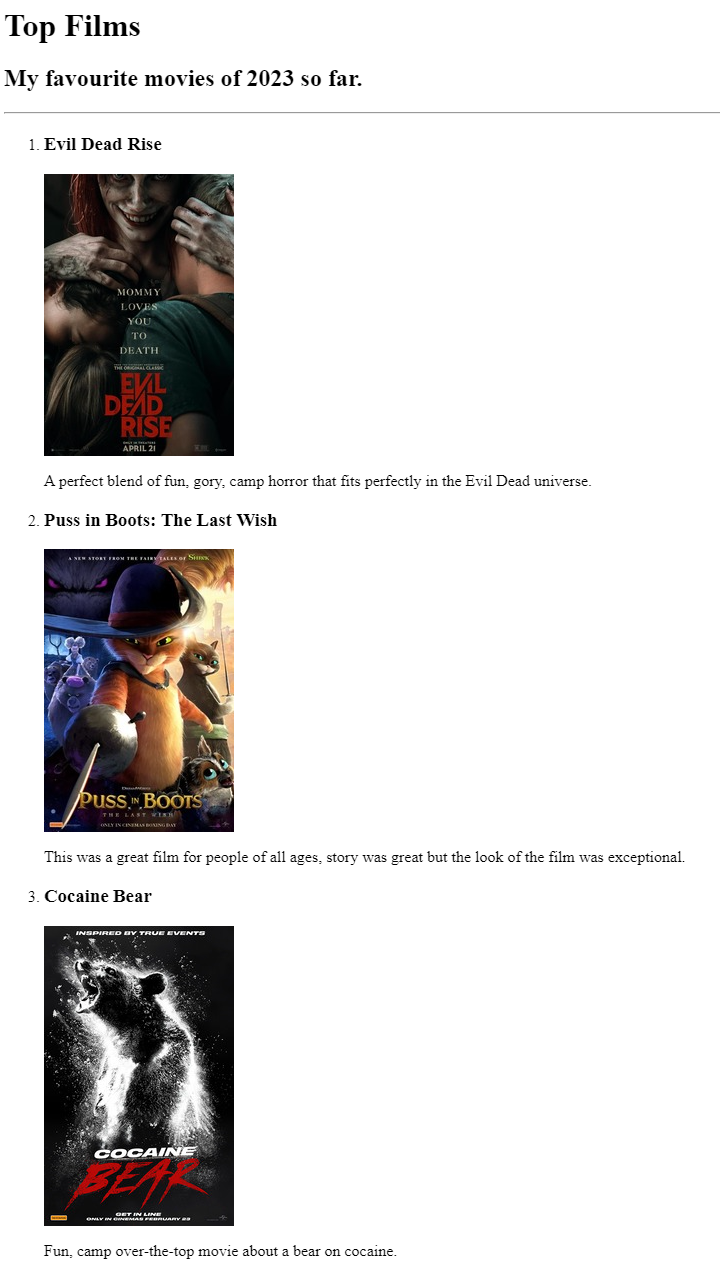 Top Films
My favourite movies of 2023 so far.
1. Evil Dead Rise
MOMMY
LOVES
YOU
TO
DEATH
THE ORIGINAL CLASSIC
EVIL
DEAD
RISE
ONLY IN THEATERS
APRIL 21
A perfect blend of fun, gory, camp horror that fits perfectly in the Evil Dead universe.
2. Puss in Boots: The Last Wish
A NEW STORY FROM THE FAIRY TALES OF SHREK
DREAMWORKS
PUSS IN BOOTS
THE LAST WISH
ONLY IN CINEMAS BOXING DAY
This was a great film for people of all ages, story was great but the look of the film was exceptional.
3. Cocaine Bear
INSPIRED BY TRUE EVENTS
COCAINE
BEAR
GET IN LINE
ONLY IN CINEMAS FEBRUARY 23
Fun, camp over-the-top movie about a bear on cocaine.